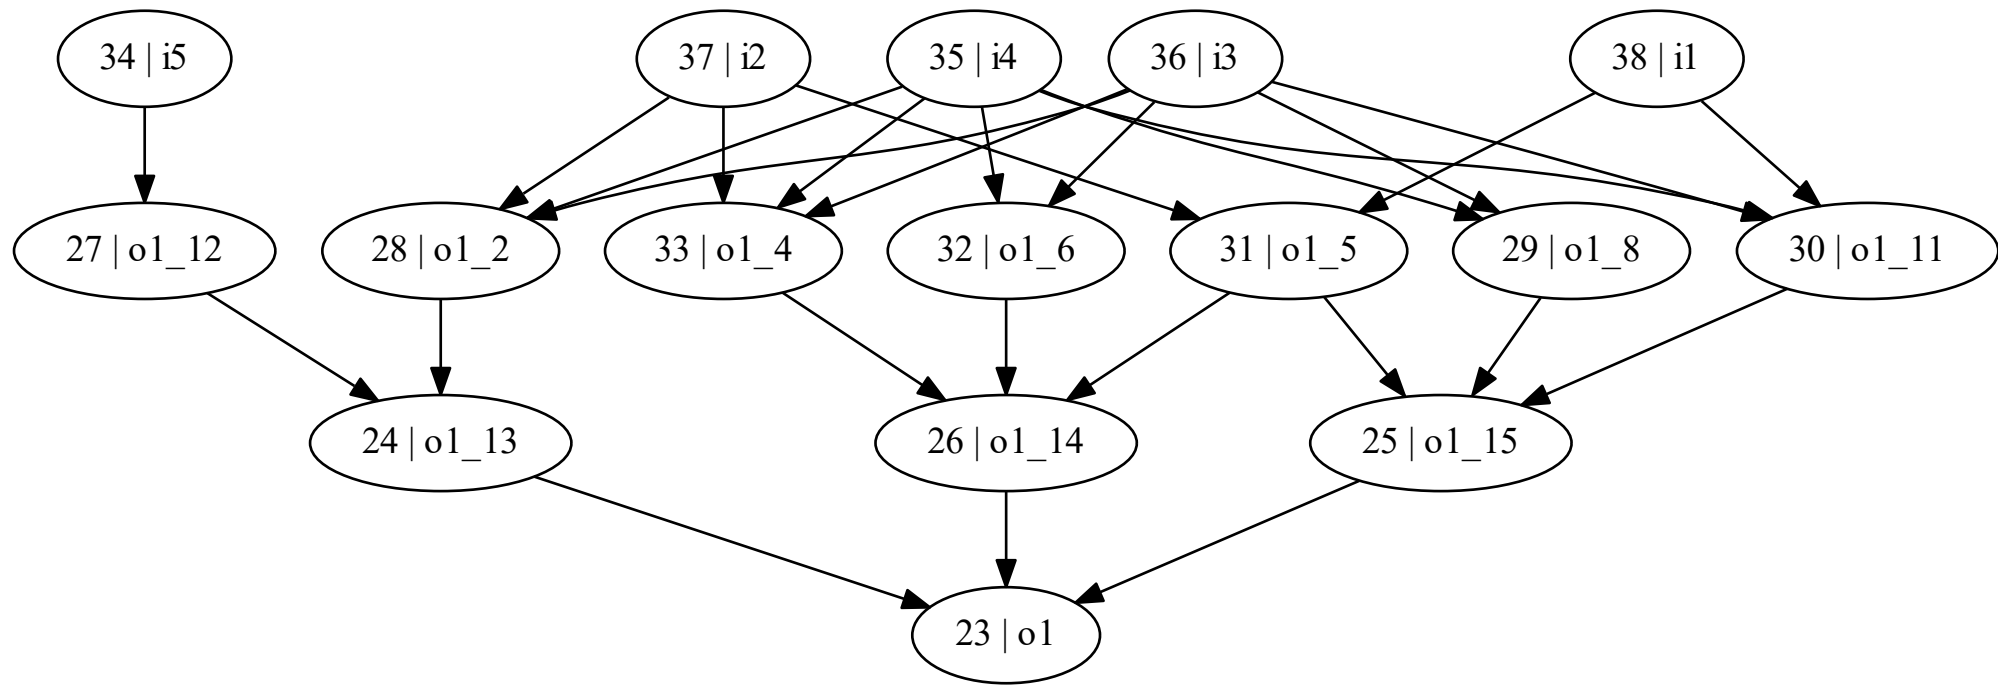 34 | i5
37 | i2
35 | i4
36 | i3
38 | i1
27 | o1_12
28 | o1_2
33 | o1_4
32 | o1_6
31 | o1_5
29 | o1_8
30 | o1_11
24 | o1_13
26 | o1_14
25 | o1_15
23 | o1